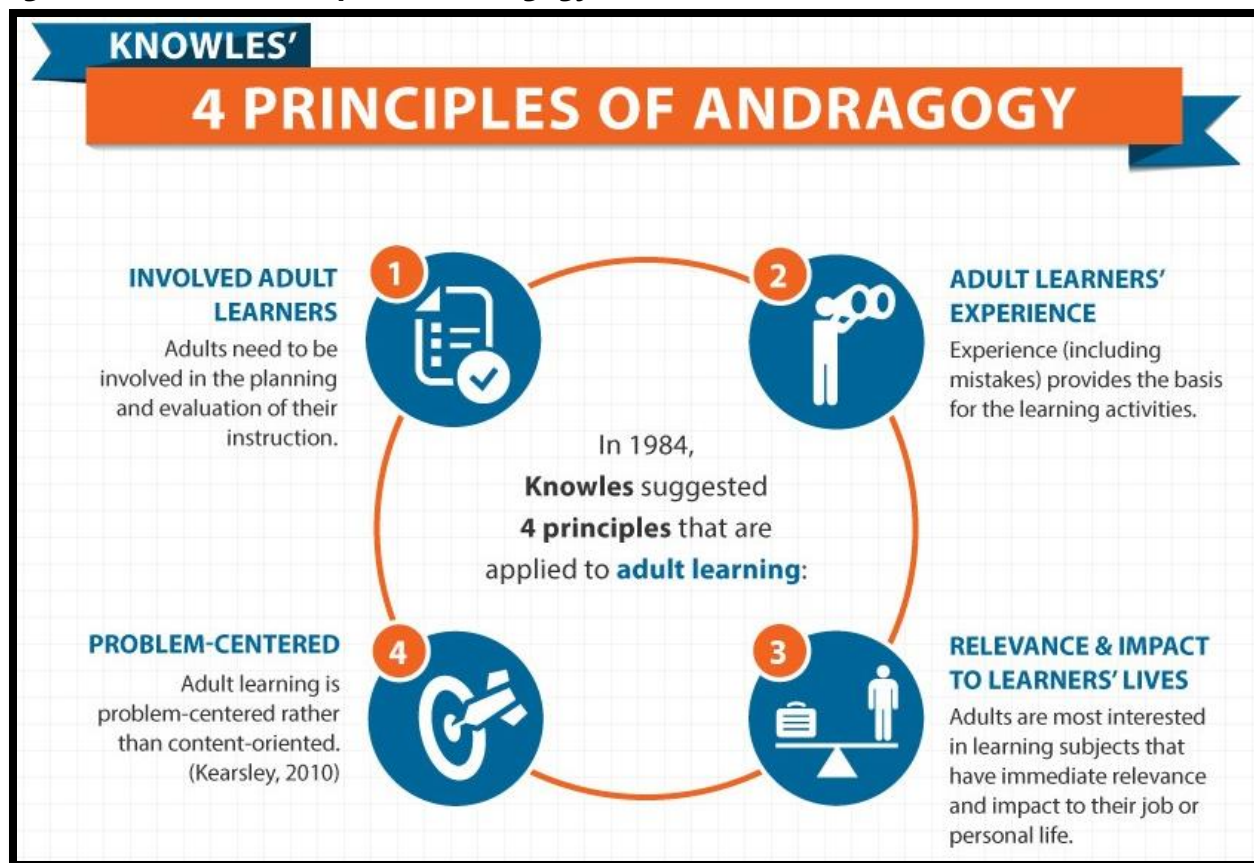 KNOWLES'
4 PRINCIPLES OF ANDRAGOGY
1
INVOLVED ADULT
LEARNERS
Adults need to be
involved in the planning
and evaluation of their
instruction.
2
ADULT LEARNERS'
EXPERIENCE
Experience (including
mistakes) provides the basis
for the learning activities.
In 1984,
Knowles suggested
4 principles that are
applied to adult learning:
3
RELEVANCE & IMPACT
TO LEARNERS' LIVES
Adults are most interested
in learning subjects that
have immediate relevance
and impact to their job or
personal life.
4
PROBLEM-CENTERED
Adult learning is
problem-centered rather
than content-oriented.
(Kearsley, 2010)